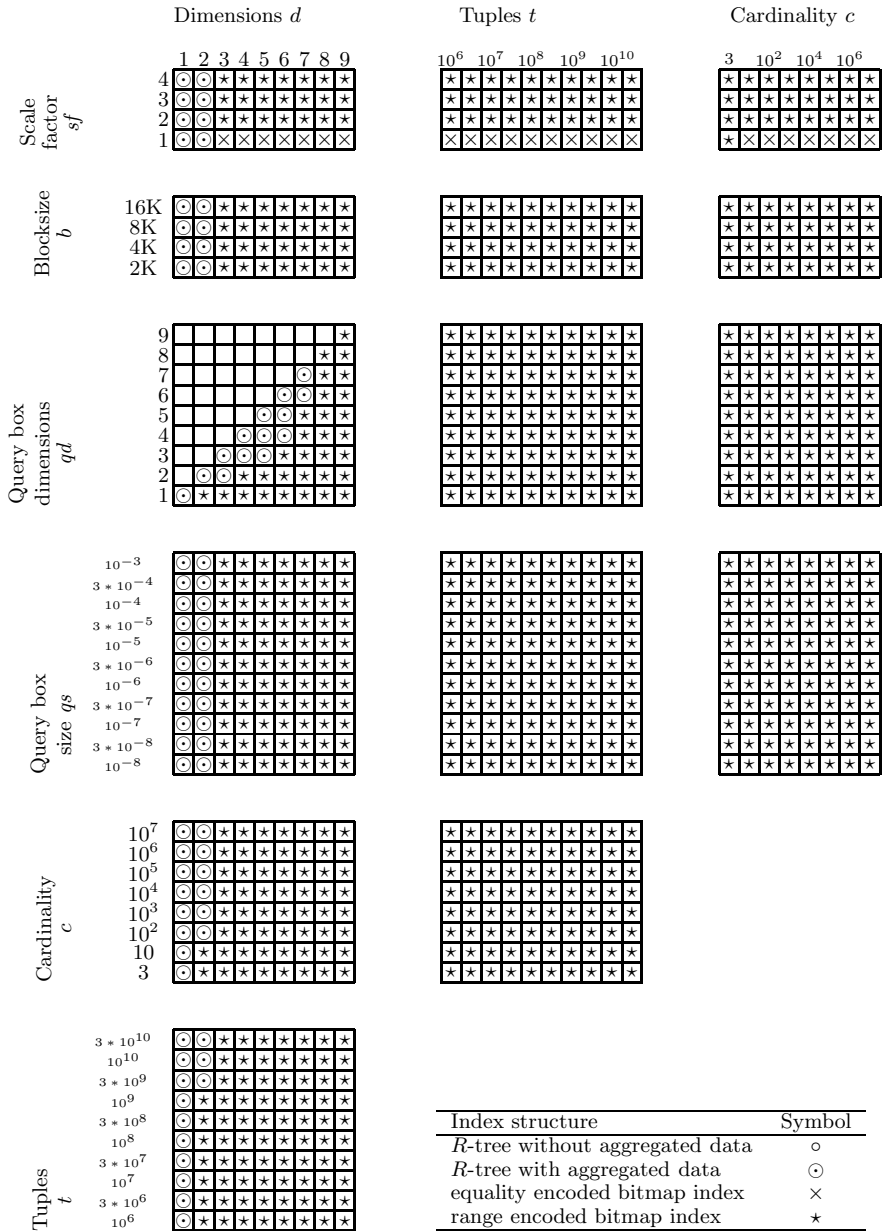 Dimensions d Tuples t Cardinality c
1 2 3 4 5 6 7 8 9 10^6 10^7 10^8 10^9 10^10 3 10^2 10^4 10^6
Scale
factor
sf
4 ⊙ ⊙ ⋆ ⋆ ⋆ ⋆ ⋆ ⋆ ⋆ ⋆ ⋆ ⋆ ⋆ ⋆ ⋆ ⋆ ⋆ ⋆ ⋆ ⋆ ⋆ ⋆ ⋆ ⋆ ⋆ ⋆ ⋆
3 ⊙ ⊙ ⋆ ⋆ ⋆ ⋆ ⋆ ⋆ ⋆ ⋆ ⋆ ⋆ ⋆ ⋆ ⋆ ⋆ ⋆ ⋆ ⋆ ⋆ ⋆ ⋆ ⋆ ⋆ ⋆ ⋆ ⋆
2 ⊙ ⊙ ⋆ ⋆ ⋆ ⋆ ⋆ ⋆ ⋆ ⋆ ⋆ ⋆ ⋆ ⋆ ⋆ ⋆ ⋆ ⋆ ⋆ ⋆ ⋆ ⋆ ⋆ ⋆ ⋆ ⋆ ⋆
1 ⊙ ⊙ × × × × × × × × × × × × × × × × × ⋆ × × × × × × ×
Blocksize
b
16K
8K
4K
2K
Query box
dimensions
qd
9
8
7
6
5
4
3
2
1
Query box
size qs
10^−3
3 ∗ 10^−4
10^−4
3 ∗ 10^−5
10^−5
3 ∗ 10^−6
10^−6
3 ∗ 10^−7
10^−7
3 ∗ 10^−8
10^−8
Cardinality
c
10^7
10^6
10^5
10^4
10^3
10^2
10
3
Tuples
t
3 ∗ 10^10
10^10
3 ∗ 10^9
10^9
3 ∗ 10^8
10^8
3 ∗ 10^7
10^7
3 ∗ 10^6
10^6
Index structure Symbol
R-tree without aggregated data ∘
R-tree with aggregated data ⊙
equality encoded bitmap index ×
range encoded bitmap index ⋆